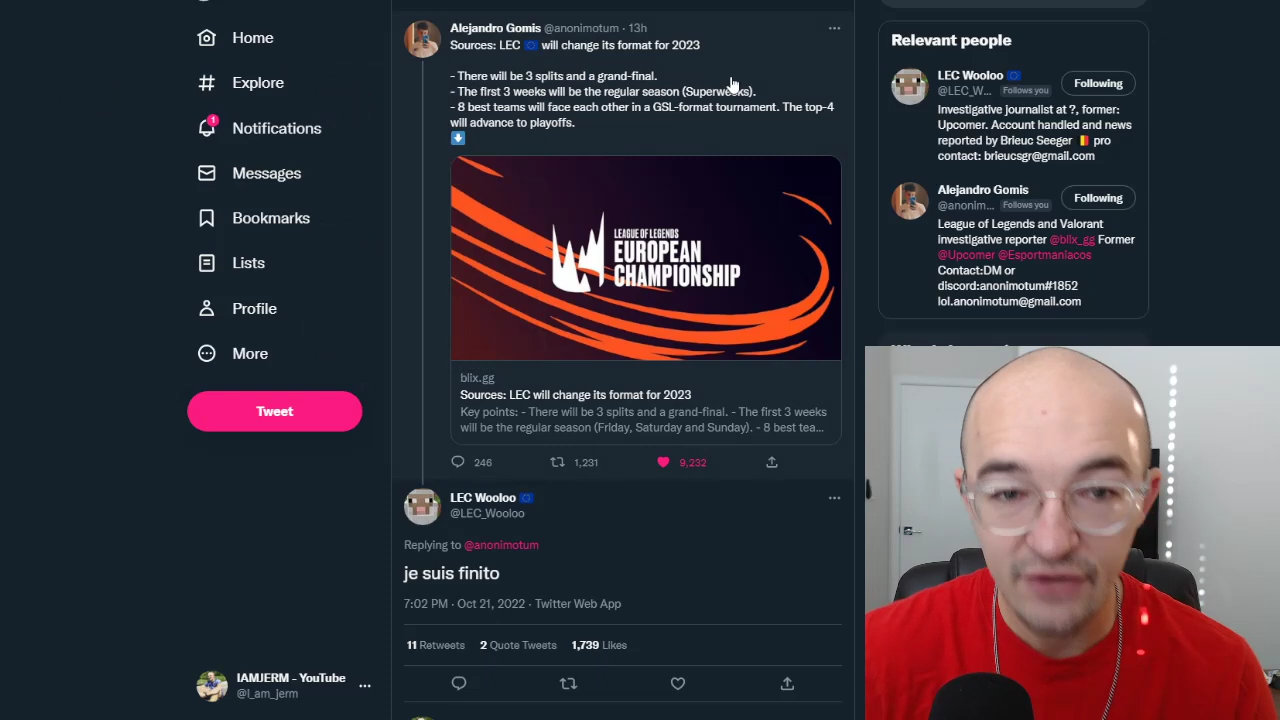 Home
Explore
1
Notifications
Messages
Bookmarks
Lists
Profile
More
Tweet
IAMJERM - YouTube
@I_am_jerm
Alejandro Gomis @anonimotum · 13h
Sources: LEC 🇪🇺 will change its format for 2023
- There will be 3 splits and a grand-final.
- The first 3 weeks will be the regular season (Superweeks).
- 8 best teams will face each other in a GSL-format tournament. The top-4
will advance to playoffs.
LEAGUE OF LEGENDS
EUROPEAN
CHAMPIONSHIP
blix.gg
Sources: LEC will change its format for 2023
Key points: - There will be 3 splits and a grand-final. - The first 3 weeks
will be the regular season (Friday, Saturday and Sunday). - 8 best tea...
246
1,231
9,232
LEC Wooloo 🇪🇺
@LEC_Wooloo
Replying to @anonimotum
je suis finito
7:02 PM · Oct 21, 2022 · Twitter Web App
11 Retweets 2 Quote Tweets 1,739 Likes
Relevant people
LEC Wooloo 🇪🇺
@LEC_W... Follows you
Following
Investigative journalist at ?, former:
Upcomer. Account handled and news
reported by Brieuc Seeger 🇧🇪 pro
contact: brieucsgr@gmail.com
Alejandro Gomis
@anonim... Follows you
Following
League of Legends and Valorant
investigative reporter @blix_gg Former
@Upcomer @Esportmaniacos
Contact:DM or
discord:anonimotum#1852
lol.anonimotum@gmail.com